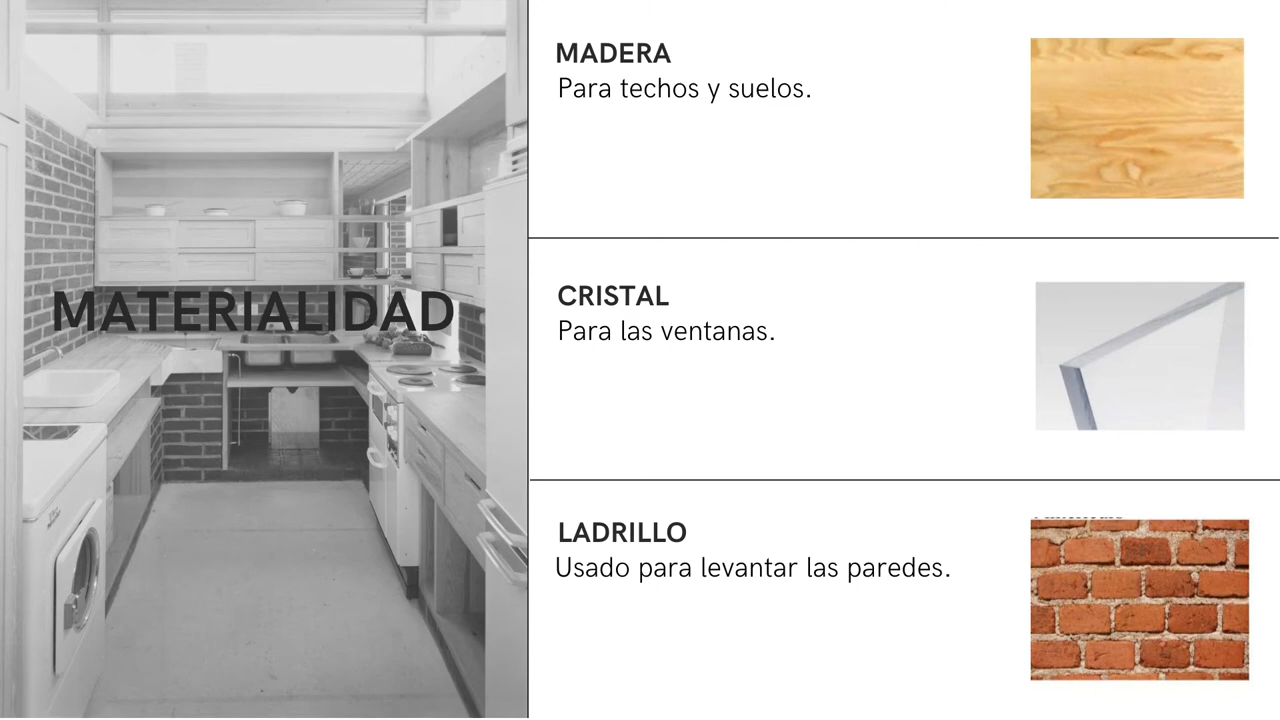 MATERIALIDAD
MADERA
Para techos y suelos.
CRISTAL
Para las ventanas.
LADRILLO
Usado para levantar las paredes.